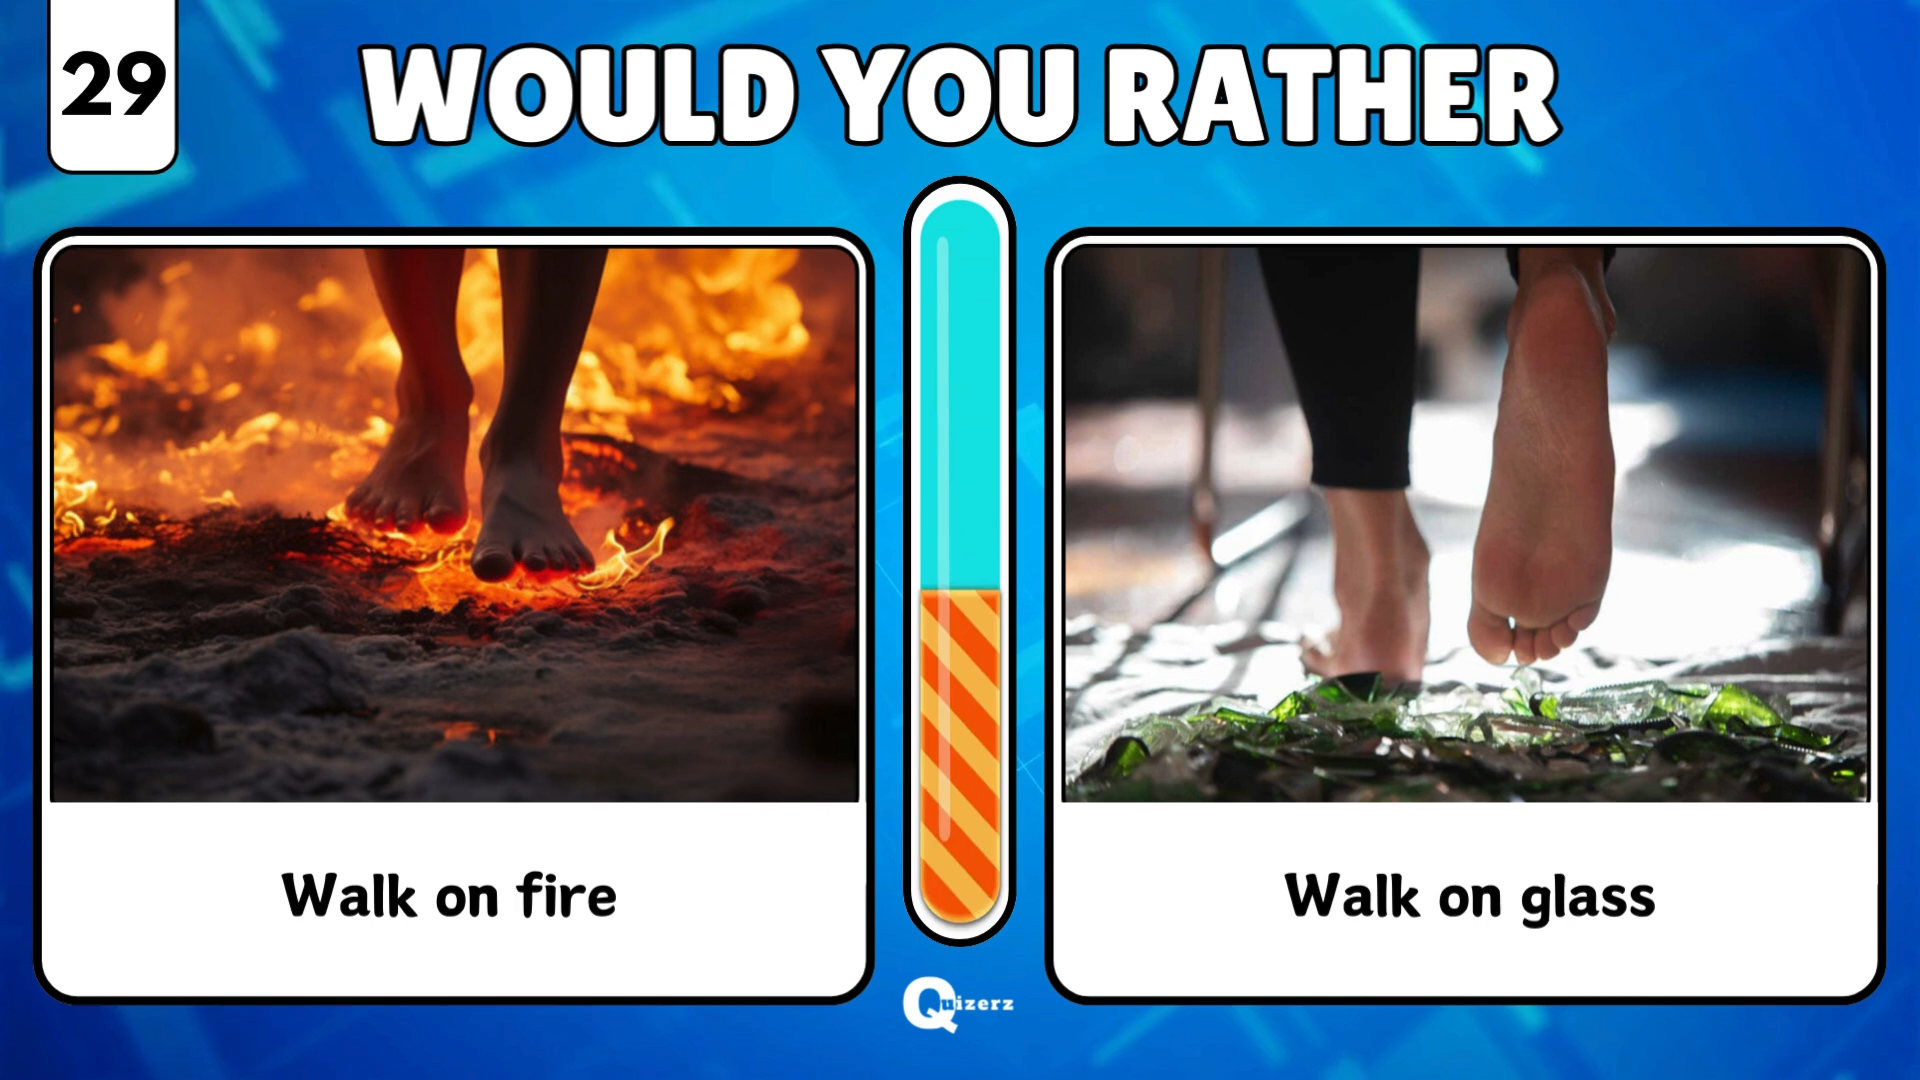 29
WOULD YOU RATHER
Walk on fire
Walk on glass
Quizerz